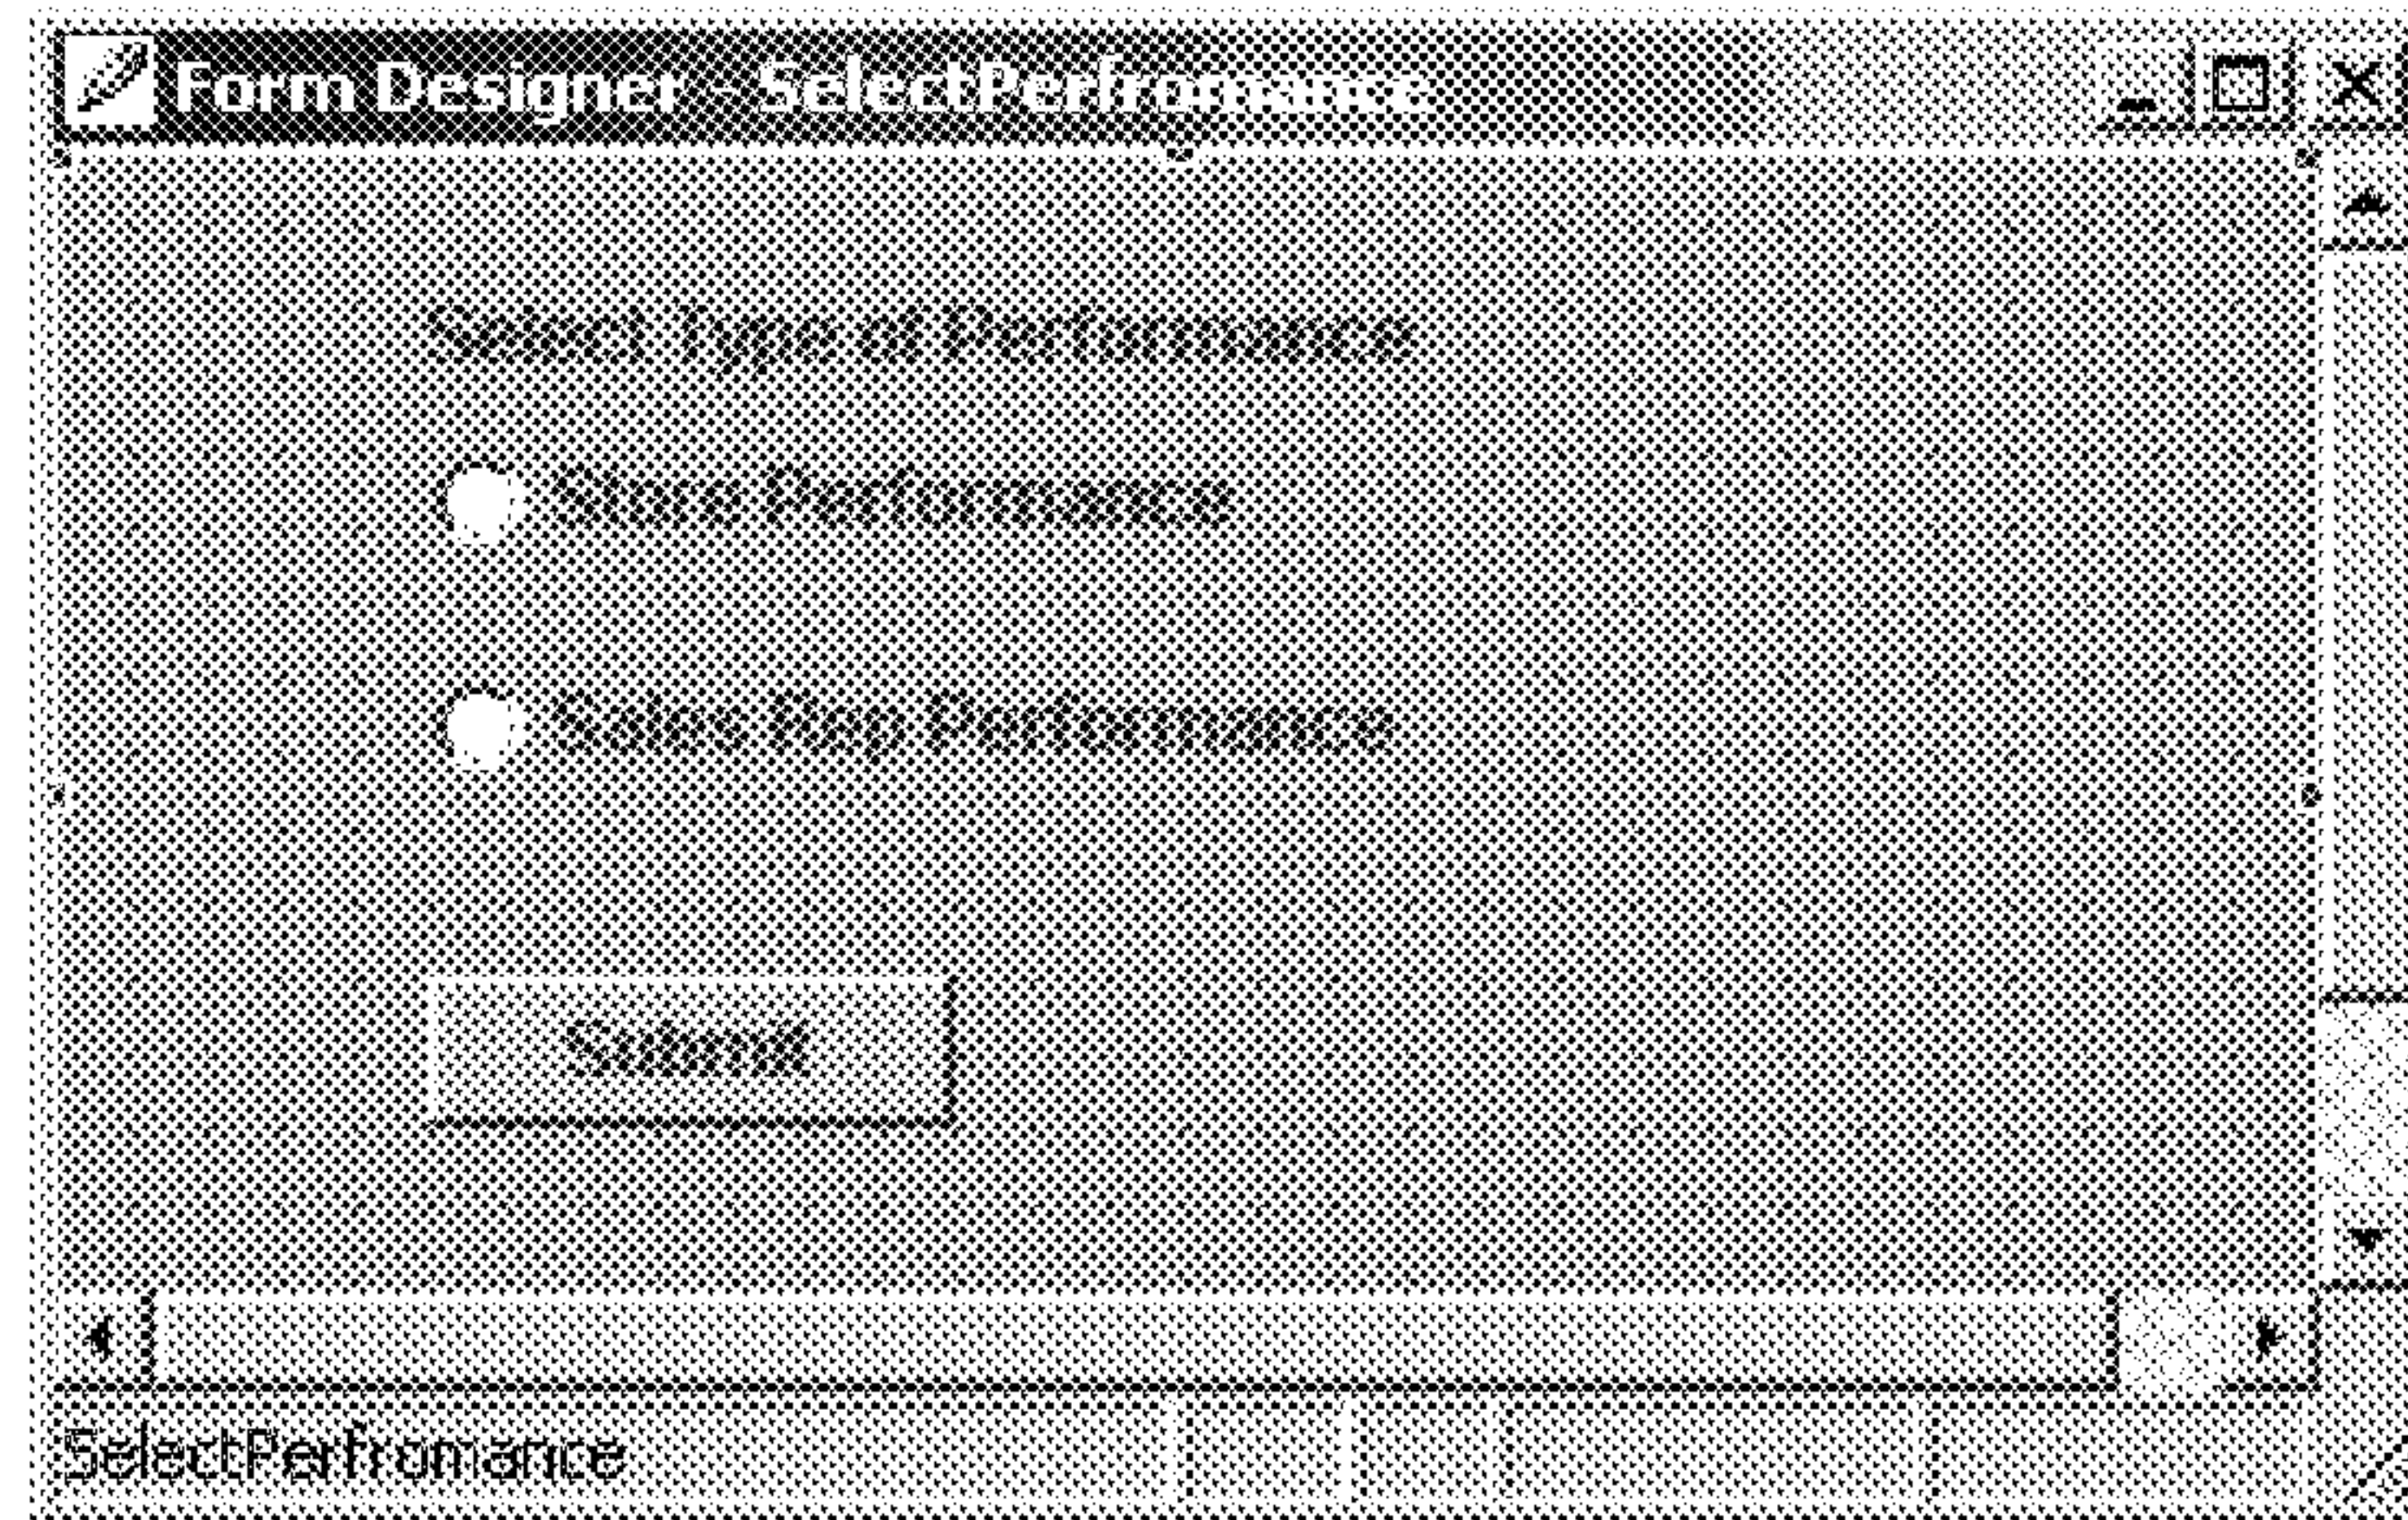 Form Designer - SelectPerfromance
Select Type of Performance
Store Performance
Sales Rep Performance
Submit
SelectPerfromance